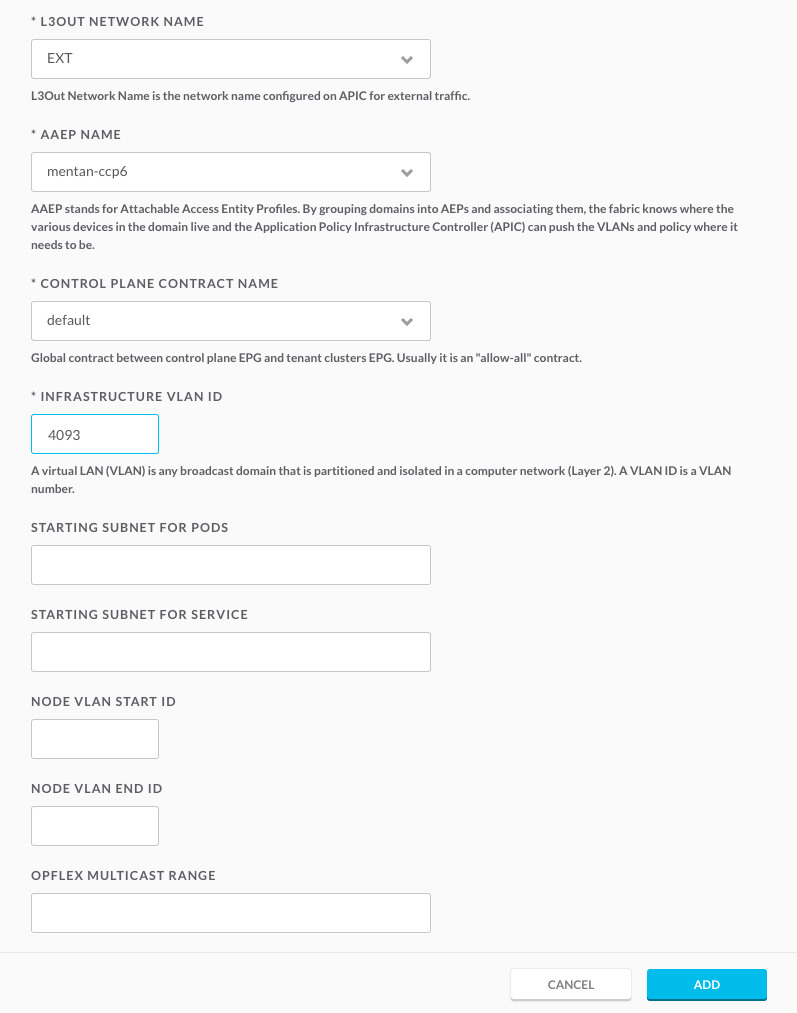 * L3OUT NETWORK NAME
EXT
L3Out Network Name is the network name configured on APIC for external traffic.
* AAEP NAME
mentan-ccp6
AAEP stands for Attachable Access Entity Profiles. By grouping domains into AEPs and associating them, the fabric knows where the
various devices in the domain live and the Application Policy Infrastructure Controller (APIC) can push the VLANs and policy where it
needs to be.
* CONTROL PLANE CONTRACT NAME
default
Global contract between control plane EPG and tenant clusters EPG. Usually it is an "allow-all" contract.
* INFRASTRUCTURE VLAN ID
4093
A virtual LAN (VLAN) is any broadcast domain that is partitioned and isolated in a computer network (Layer 2). A VLAN ID is a VLAN
number.
STARTING SUBNET FOR PODS
STARTING SUBNET FOR SERVICE
NODE VLAN START ID
NODE VLAN END ID
OPFLEX MULTICAST RANGE
CANCEL ADD